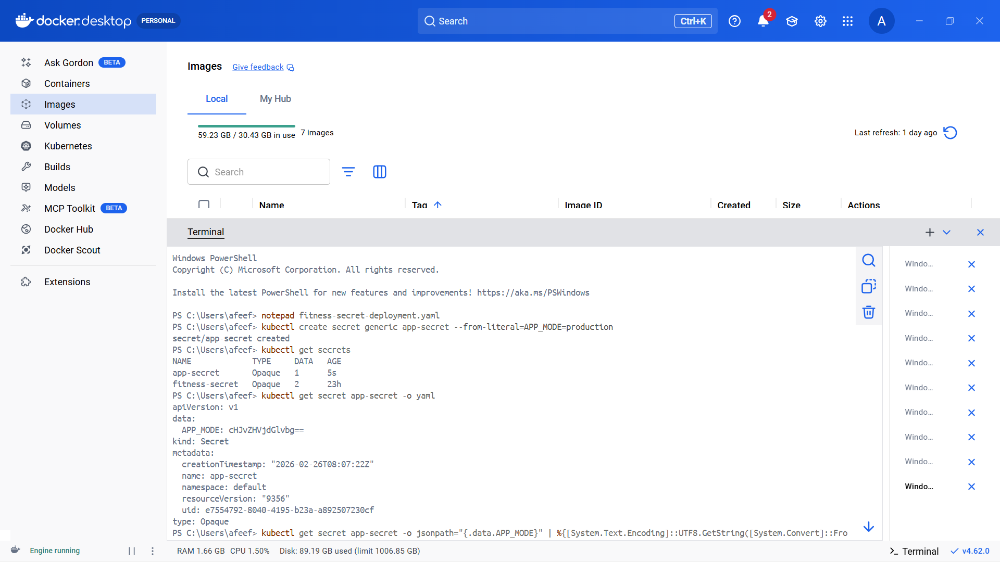 docker.desktop PERSONAL
Search Ctrl+K
2
A
Ask Gordon BETA
Containers
Images
Volumes
Kubernetes
Builds
Models
MCP Toolkit BETA
Docker Hub
Docker Scout
Extensions
Images Give feedback
Local My Hub
59.23 GB / 30.43 GB in use 7 images
Last refresh: 1 day ago
Search
Name Tag Image ID Created Size Actions
Terminal
Windows PowerShell
Copyright (C) Microsoft Corporation. All rights reserved.
Install the latest PowerShell for new features and improvements! https://aka.ms/PSWindows
PS C:\Users\afeef> notepad fitness-secret-deployment.yaml
PS C:\Users\afeef> kubectl create secret generic app-secret --from-literal=APP_MODE=production
secret/app-secret created
PS C:\Users\afeef> kubectl get secrets
NAME TYPE DATA AGE
app-secret Opaque 1 5s
fitness-secret Opaque 2 23h
PS C:\Users\afeef> kubectl get secret app-secret -o yaml
apiVersion: v1
data:
  APP_MODE: cHJvZHVjdGlvbg==
kind: Secret
metadata:
  creationTimestamp: "2026-02-26T08:07:22Z"
  name: app-secret
  namespace: default
  resourceVersion: "9356"
  uid: e7554792-8040-4195-b23a-a892507230cf
type: Opaque
PS C:\Users\afeef> kubectl get secret app-secret -o jsonpath="{.data.APP_MODE}" | %{[System.Text.Encoding]::UTF8.GetString([System.Convert]::Fro
Windo...
Windo...
Windo...
Windo...
Windo...
Windo...
Windo...
Windo...
Windo...
Windo...
Engine running
RAM 1.66 GB CPU 1.50% Disk: 89.19 GB used (limit 1006.85 GB)
Terminal
v4.62.0